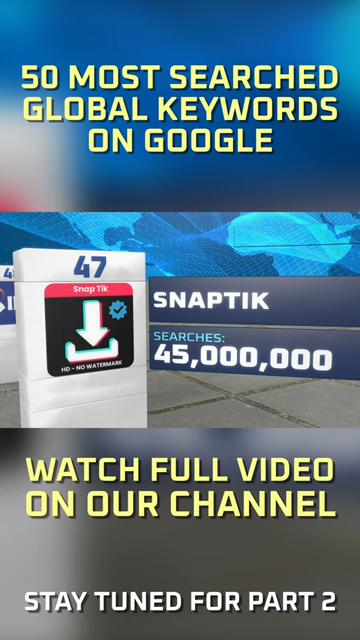 50 MOST SEARCHED
GLOBAL KEYWORDS
ON GOOGLE
47
Snap Tik
HD - NO WATERMARK
SNAPTIK
SEARCHES:
45,000,000
WATCH FULL VIDEO
ON OUR CHANNEL
STAY TUNED FOR PART 2